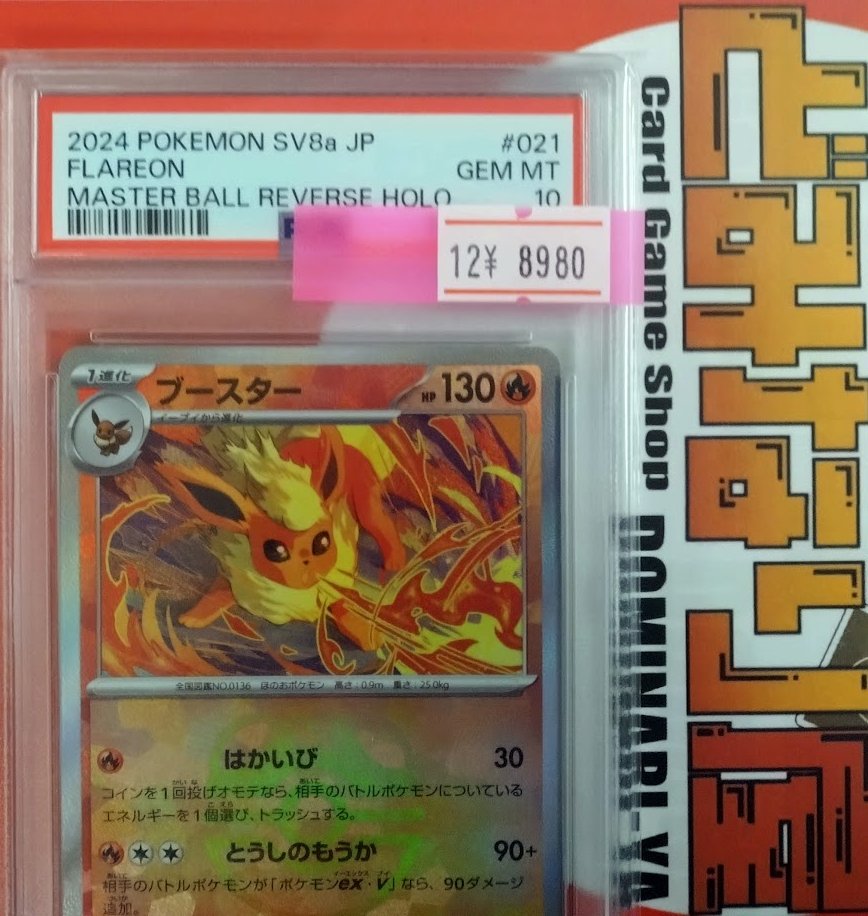 2024 POKEMON SV8a JP #021
FLAREON GEM MT
MASTER BALL REVERSE HOLO 10
12¥ 8980
1進化
ブースター HP 130
イーブイから進化
全国図鑑NO.0136 ほのおポケモン 高さ:0.9m 重さ:25.0kg
はかいび 30
コインを1回投げオモテなら、相手のバトルポケモンについている
エネルギーを1個選び、トラッシュする。
とうしのもうか 90+
相手のバトルポケモンが「ポケモンex・V」なら、90ダメージ
追加。
Card Game Shop DOMINARI-YA